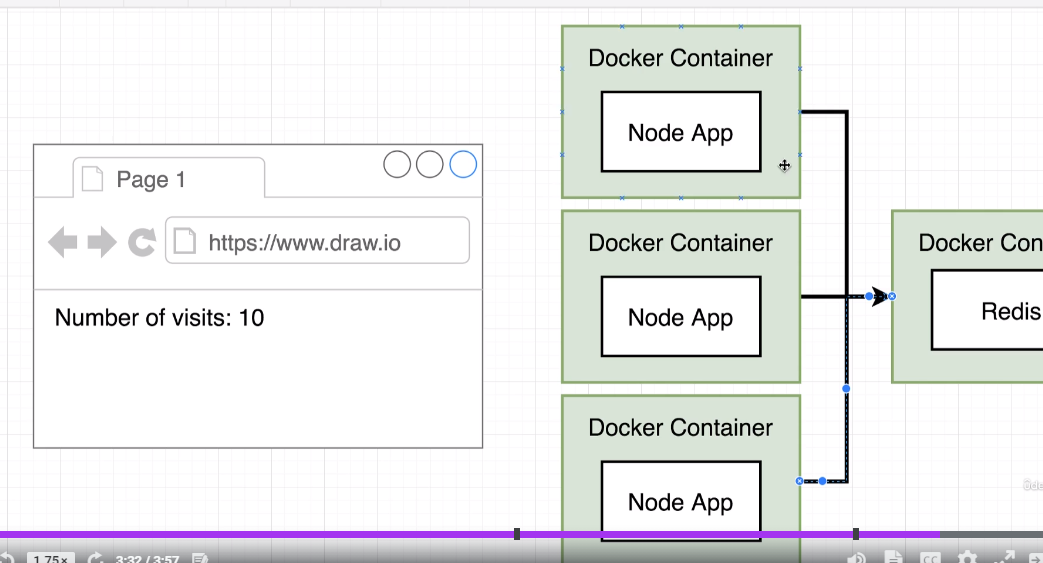 Docker Container
Node App
Page 1
https://www.draw.io
Number of visits: 10
Docker Container
Node App
Docker Con
Redis
Docker Container
Node App
1.75x
3:32 / 3:57
CC